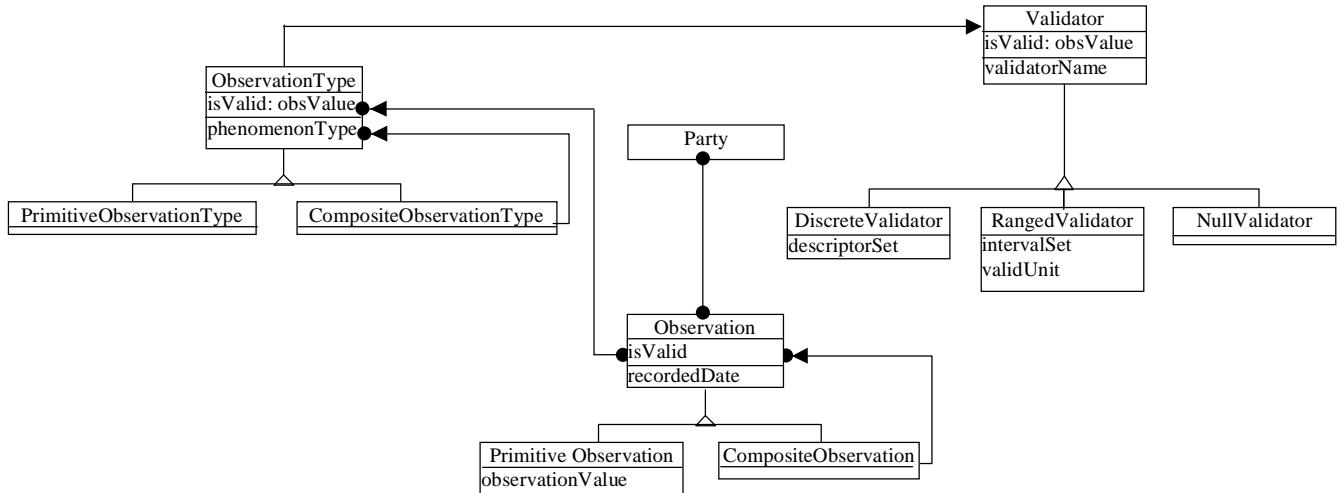 Validator
isValid: obsValue
validatorName
ObservationType
isValid: obsValue
phenomenonType
Party
PrimitiveObservationType
CompositeObservationType
DiscreteValidator
descriptorSet
RangedValidator
intervalSet
validUnit
NullValidator
Observation
isValid
recordedDate
Primitive Observation
observationValue
CompositeObservation